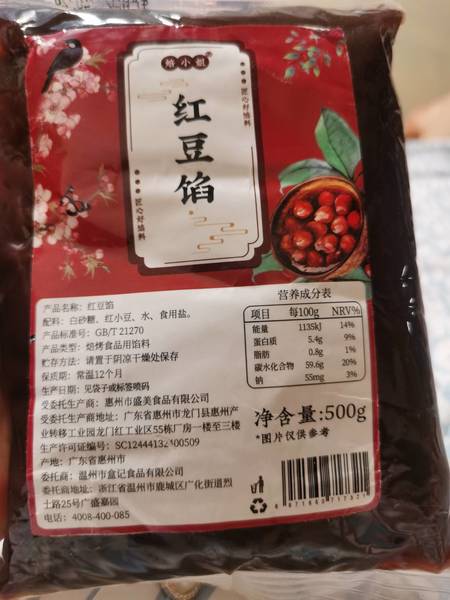 焙小姐
匠心好馅料
红豆馅
匠心好馅料
产品名称：红豆馅
配料：白砂糖、红小豆、水、食用盐。
产品标准号：GB/T 21270
产品类型：焙烤食品用馅料
贮存方法：请置于阴凉干燥处保存
保质期：常温12个月
生产日期：见袋子或标签喷码
受委托生产商：惠州市盛美食品有限公司
受委托生产商地址：广东省惠州市龙门县惠州产
业转移工业园龙门红工业区55栋厂房一楼至三楼
产地：广东省惠州市
委托商：温州市盒记食品有限公司
委托商地址：浙江省温州市鹿城区广化街道烈
士路25号广盛嘉园
电话：4008-400-085
营养成分表
项目 每100g NRV%
能量 1135kJ 14%
蛋白质 5.4g 9%
脂肪 0.8g 1%
碳水化合物 59.6g 20%
钠 55mg 3%
净含量:500g
*图片仅供参考